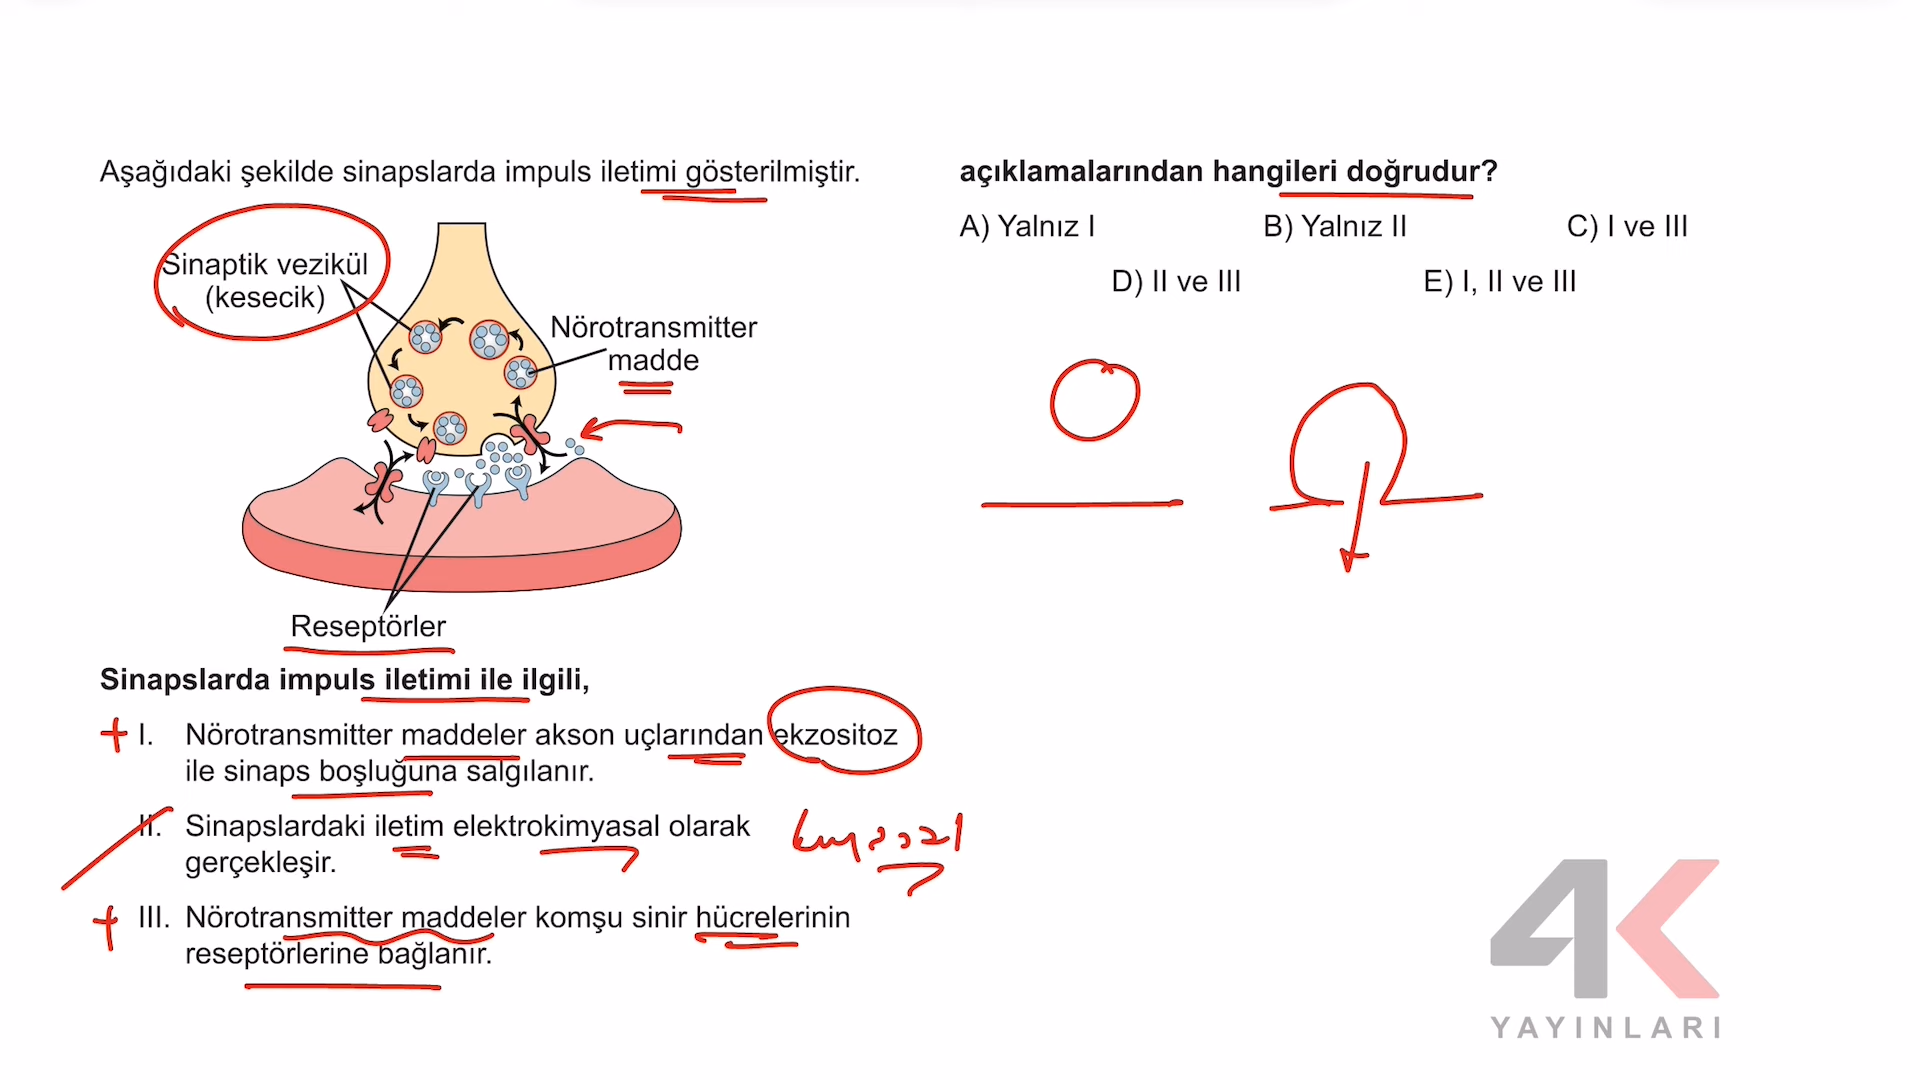 Aşağıdaki şekilde sinapslarda impuls iletimi gösterilmiştir.
Sinaptik vezikül
(kesecik)
Nörotransmitter
madde
Reseptörler
Sinapslarda impuls iletimi ile ilgili,
I. Nörotransmitter maddeler akson uçlarından ekzositoz
ile sinaps boşluğuna salgılanır.
II. Sinapslardaki iletim elektrokimyasal olarak
gerçekleşir.
III. Nörotransmitter maddeler komşu sinir hücrelerinin
reseptörlerine bağlanır.
açıklamalarından hangileri doğrudur?
A) Yalnız I B) Yalnız II C) I ve III
D) II ve III E) I, II ve III
4K
YAYINLARI